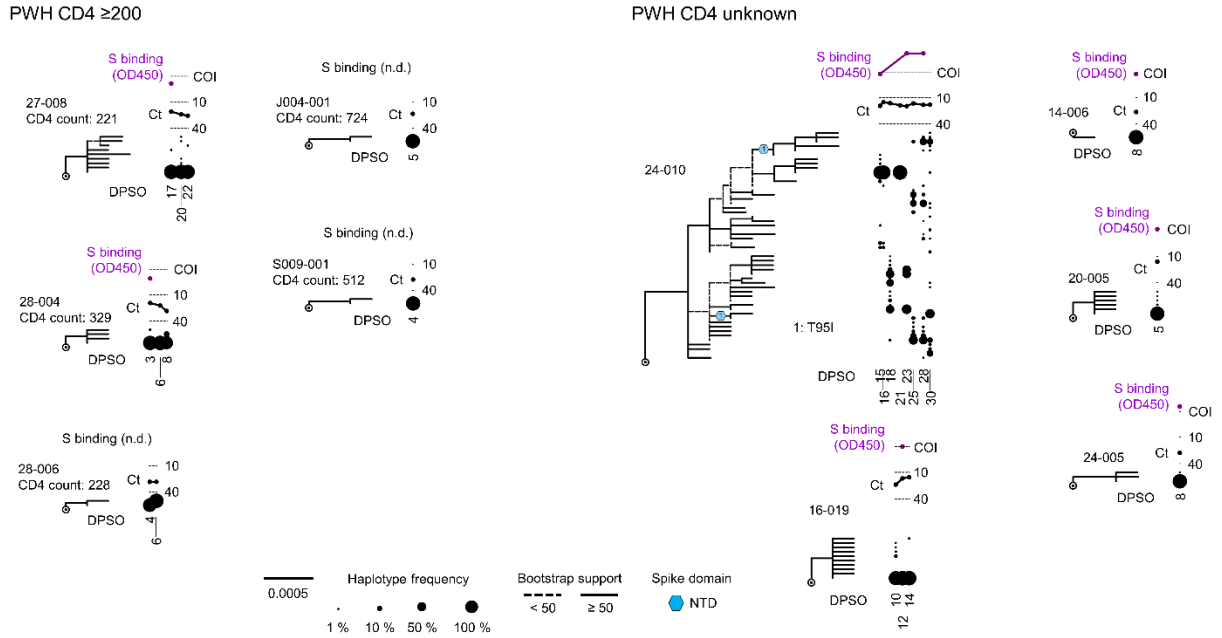 PWH CD4 ≥200
PWH CD4 unknown
S binding
(OD450)
COI
27-008
CD4 count: 221
Ct
10
40
DPSO
17
20
22
S binding (n.d.)
J004-001
CD4 count: 724
Ct
10
40
DPSO
5
S binding
(OD450)
COI
28-004
CD4 count: 329
Ct
10
40
DPSO
3
6
8
S binding (n.d.)
S009-001
CD4 count: 512
Ct
10
40
DPSO
4
S binding (n.d.)
28-006
CD4 count: 228
Ct
10
40
DPSO
4
6
S binding
(OD450)
COI
Ct
10
40
24-010
1
1
1: T95I
DPSO
15
16
18
21
23
25
28
30
S binding
(OD450)
COI
Ct
10
40
16-019
10
12
14
S binding
(OD450)
COI
10
Ct
40
14-006
DPSO
8
S binding
(OD450)
COI
10
Ct
40
20-005
DPSO
5
S binding
(OD450)
COI
10
Ct
40
24-005
DPSO
8
0.0005
Haplotype frequency
1 %
10 %
50 %
100 %
Bootstrap support
< 50
≥ 50
Spike domain
NTD